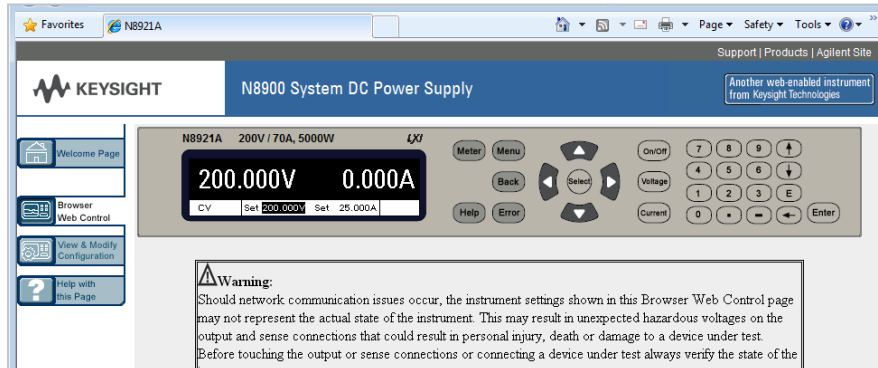 Favorites N8921A Page Safety Tools »
Support | Products | Agilent Site
KEYSIGHT N8900 System DC Power Supply Another web-enabled instrument
from Keysight Technologies
Welcome Page
Browser
Web Control
View & Modify
Configuration
? Help with
this Page
N8921A 200V / 70A, 5000W LXI
200.000V 0.000A
CV Set 200.000V Set 25.000A
Meter Menu
Back
Help Error
Select
On/Off 7 8 9
Voltage 4 5 6
1 2 3 E
Current 0 . – Enter
Warning:
Should network communication issues occur, the instrument settings shown in this Browser Web Control page
may not represent the actual state of the instrument. This may result in unexpected hazardous voltages on the
output and sense connections that could result in personal injury, death or damage to a device under test.
Before touching the output or sense connections or connecting a device under test always verify the state of the